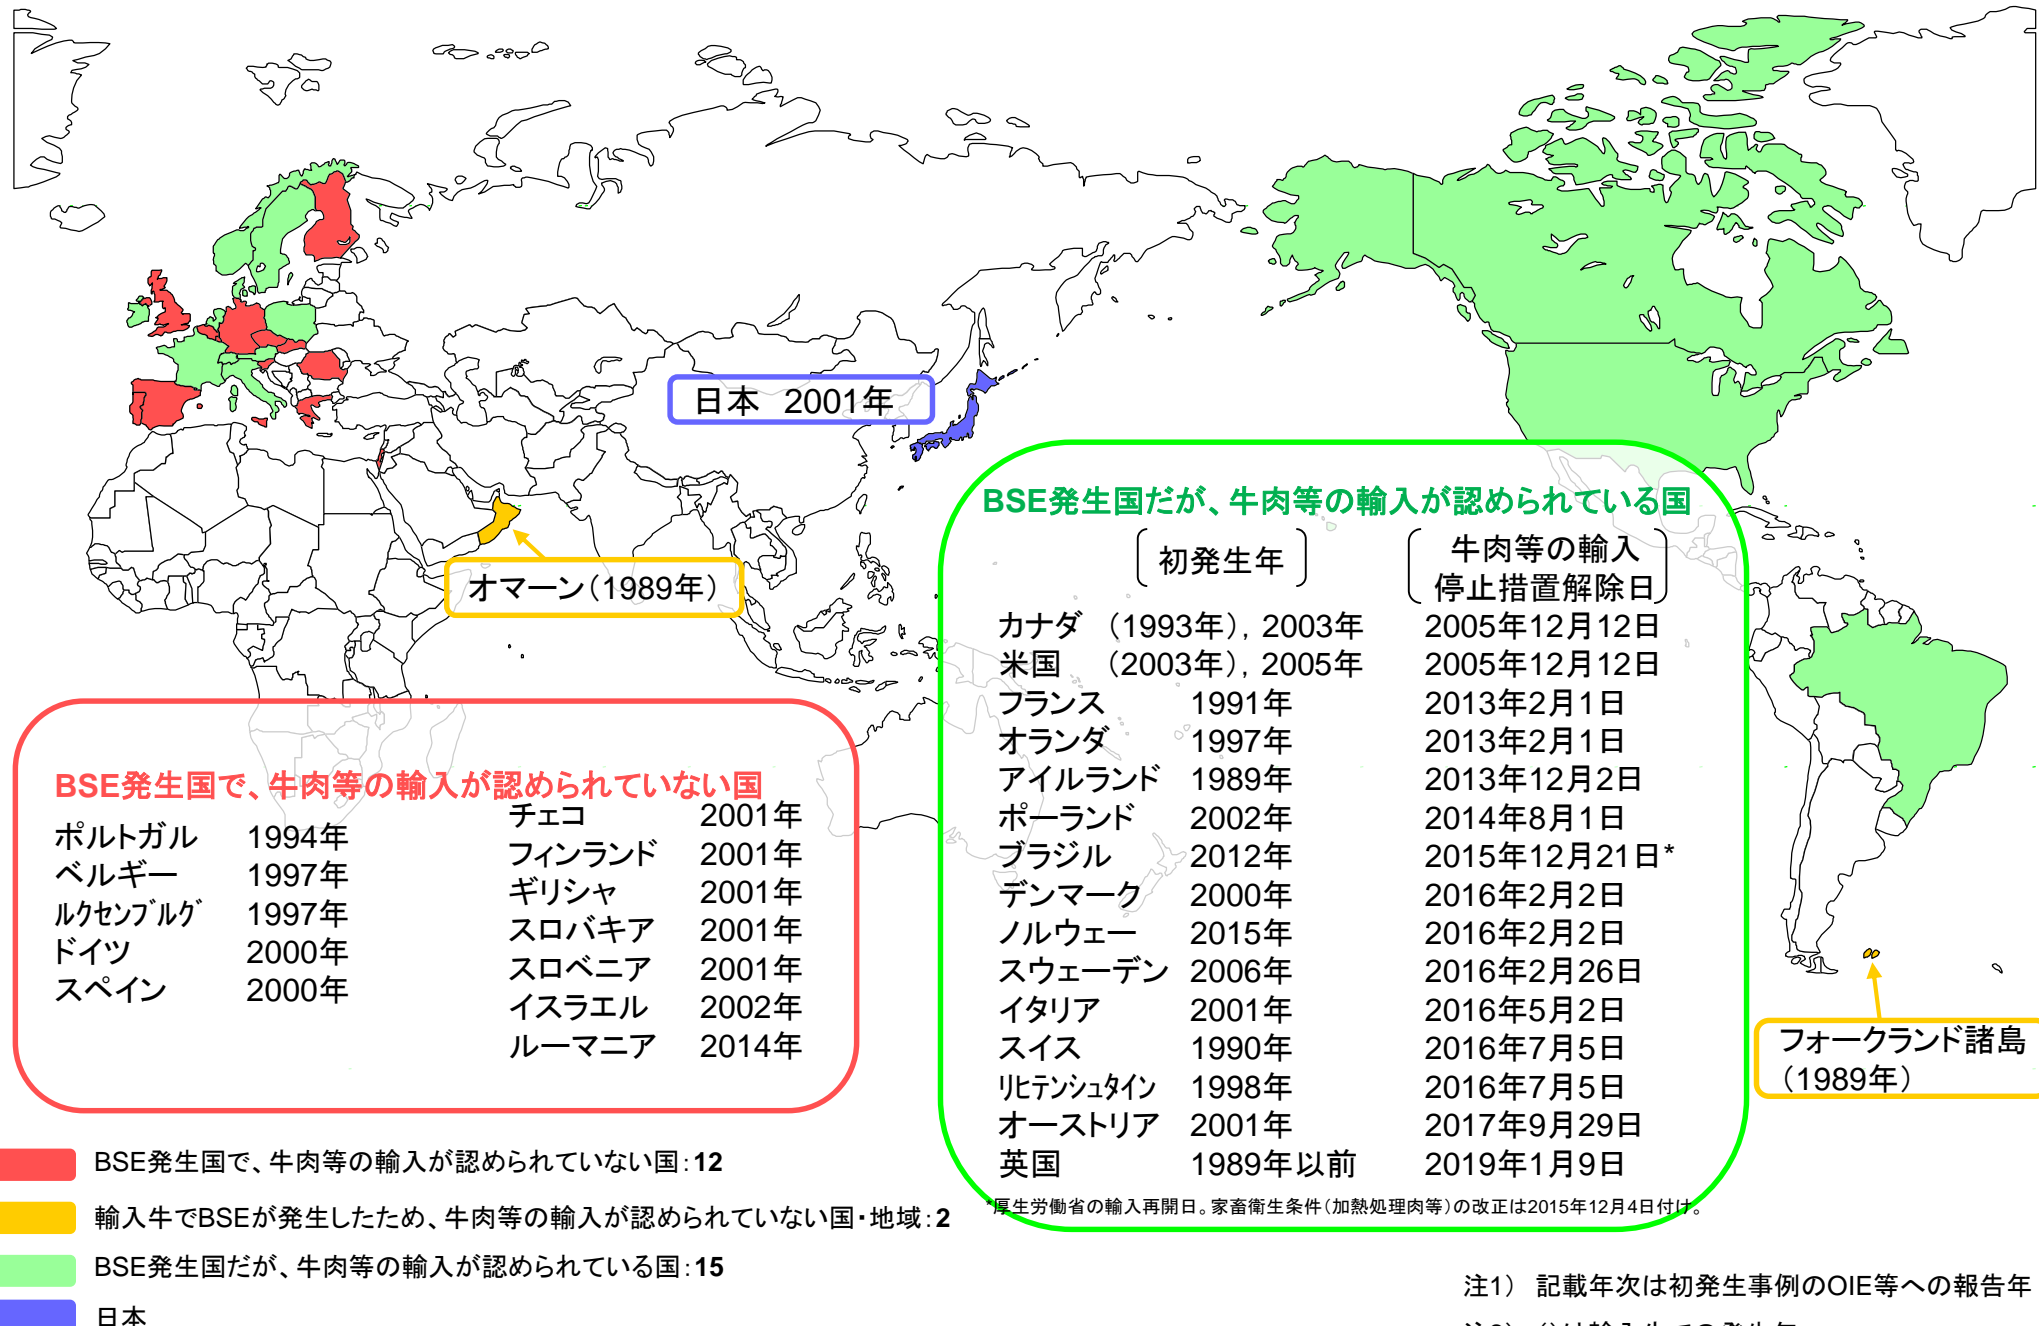 日本　2001年
オマーン（1989年）
BSE発生国だが、牛肉等の輸入が認められている国
初発生年
牛肉等の輸入
停止措置解除日
カナダ （1993年）, 2003年 2005年12月12日
米国 （2003年）, 2005年 2005年12月12日
フランス 1991年 2013年2月1日
オランダ 1997年 2013年2月1日
アイルランド 1989年 2013年12月2日
ポーランド 2002年 2014年8月1日
ブラジル 2012年 2015年12月21日*
デンマーク 2000年 2016年2月2日
ノルウェー 2015年 2016年2月2日
スウェーデン 2006年 2016年2月26日
イタリア 2001年 2016年5月2日
スイス 1990年 2016年7月5日
ﾘﾋﾃﾝｼｭﾀｲﾝ 1998年 2016年7月5日
オーストリア 2001年 2017年9月29日
英国 1989年以前 2019年1月9日
*厚生労働省の輸入再開日。家畜衛生条件（加熱処理肉等）の改正は2015年12月4日付け。
BSE発生国で、牛肉等の輸入が認められていない国
ポルトガル 1994年
ベルギー 1997年
ﾙｸｾﾝﾌﾞﾙｸﾞ 1997年
ドイツ 2000年
スペイン 2000年
チェコ 2001年
フィンランド 2001年
ギリシャ 2001年
スロバキア 2001年
スロベニア 2001年
イスラエル 2002年
ルーマニア 2014年
フォークランド諸島
（1989年）
BSE発生国で、牛肉等の輸入が認められていない国：12
輸入牛でBSEが発生したため、牛肉等の輸入が認められていない国・地域：2
BSE発生国だが、牛肉等の輸入が認められている国：15
日本
注1） 記載年次は初発生事例のOIE等への報告年